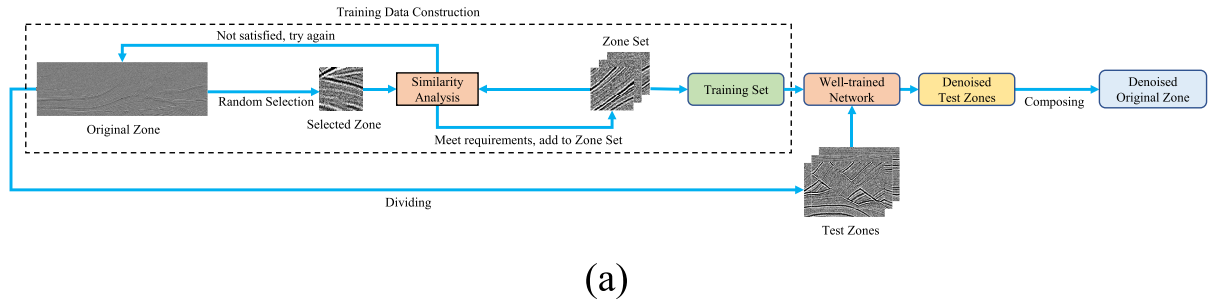 Training Data Construction
Not satisfied, try again
Zone Set
Original Zone
Random Selection
Selected Zone
Similarity
Analysis
Meet requirements, add to Zone Set
Training Set
Well-trained
Network
Denoised
Test Zones
Composing
Denoised
Original Zone
Dividing
Test Zones
(a)